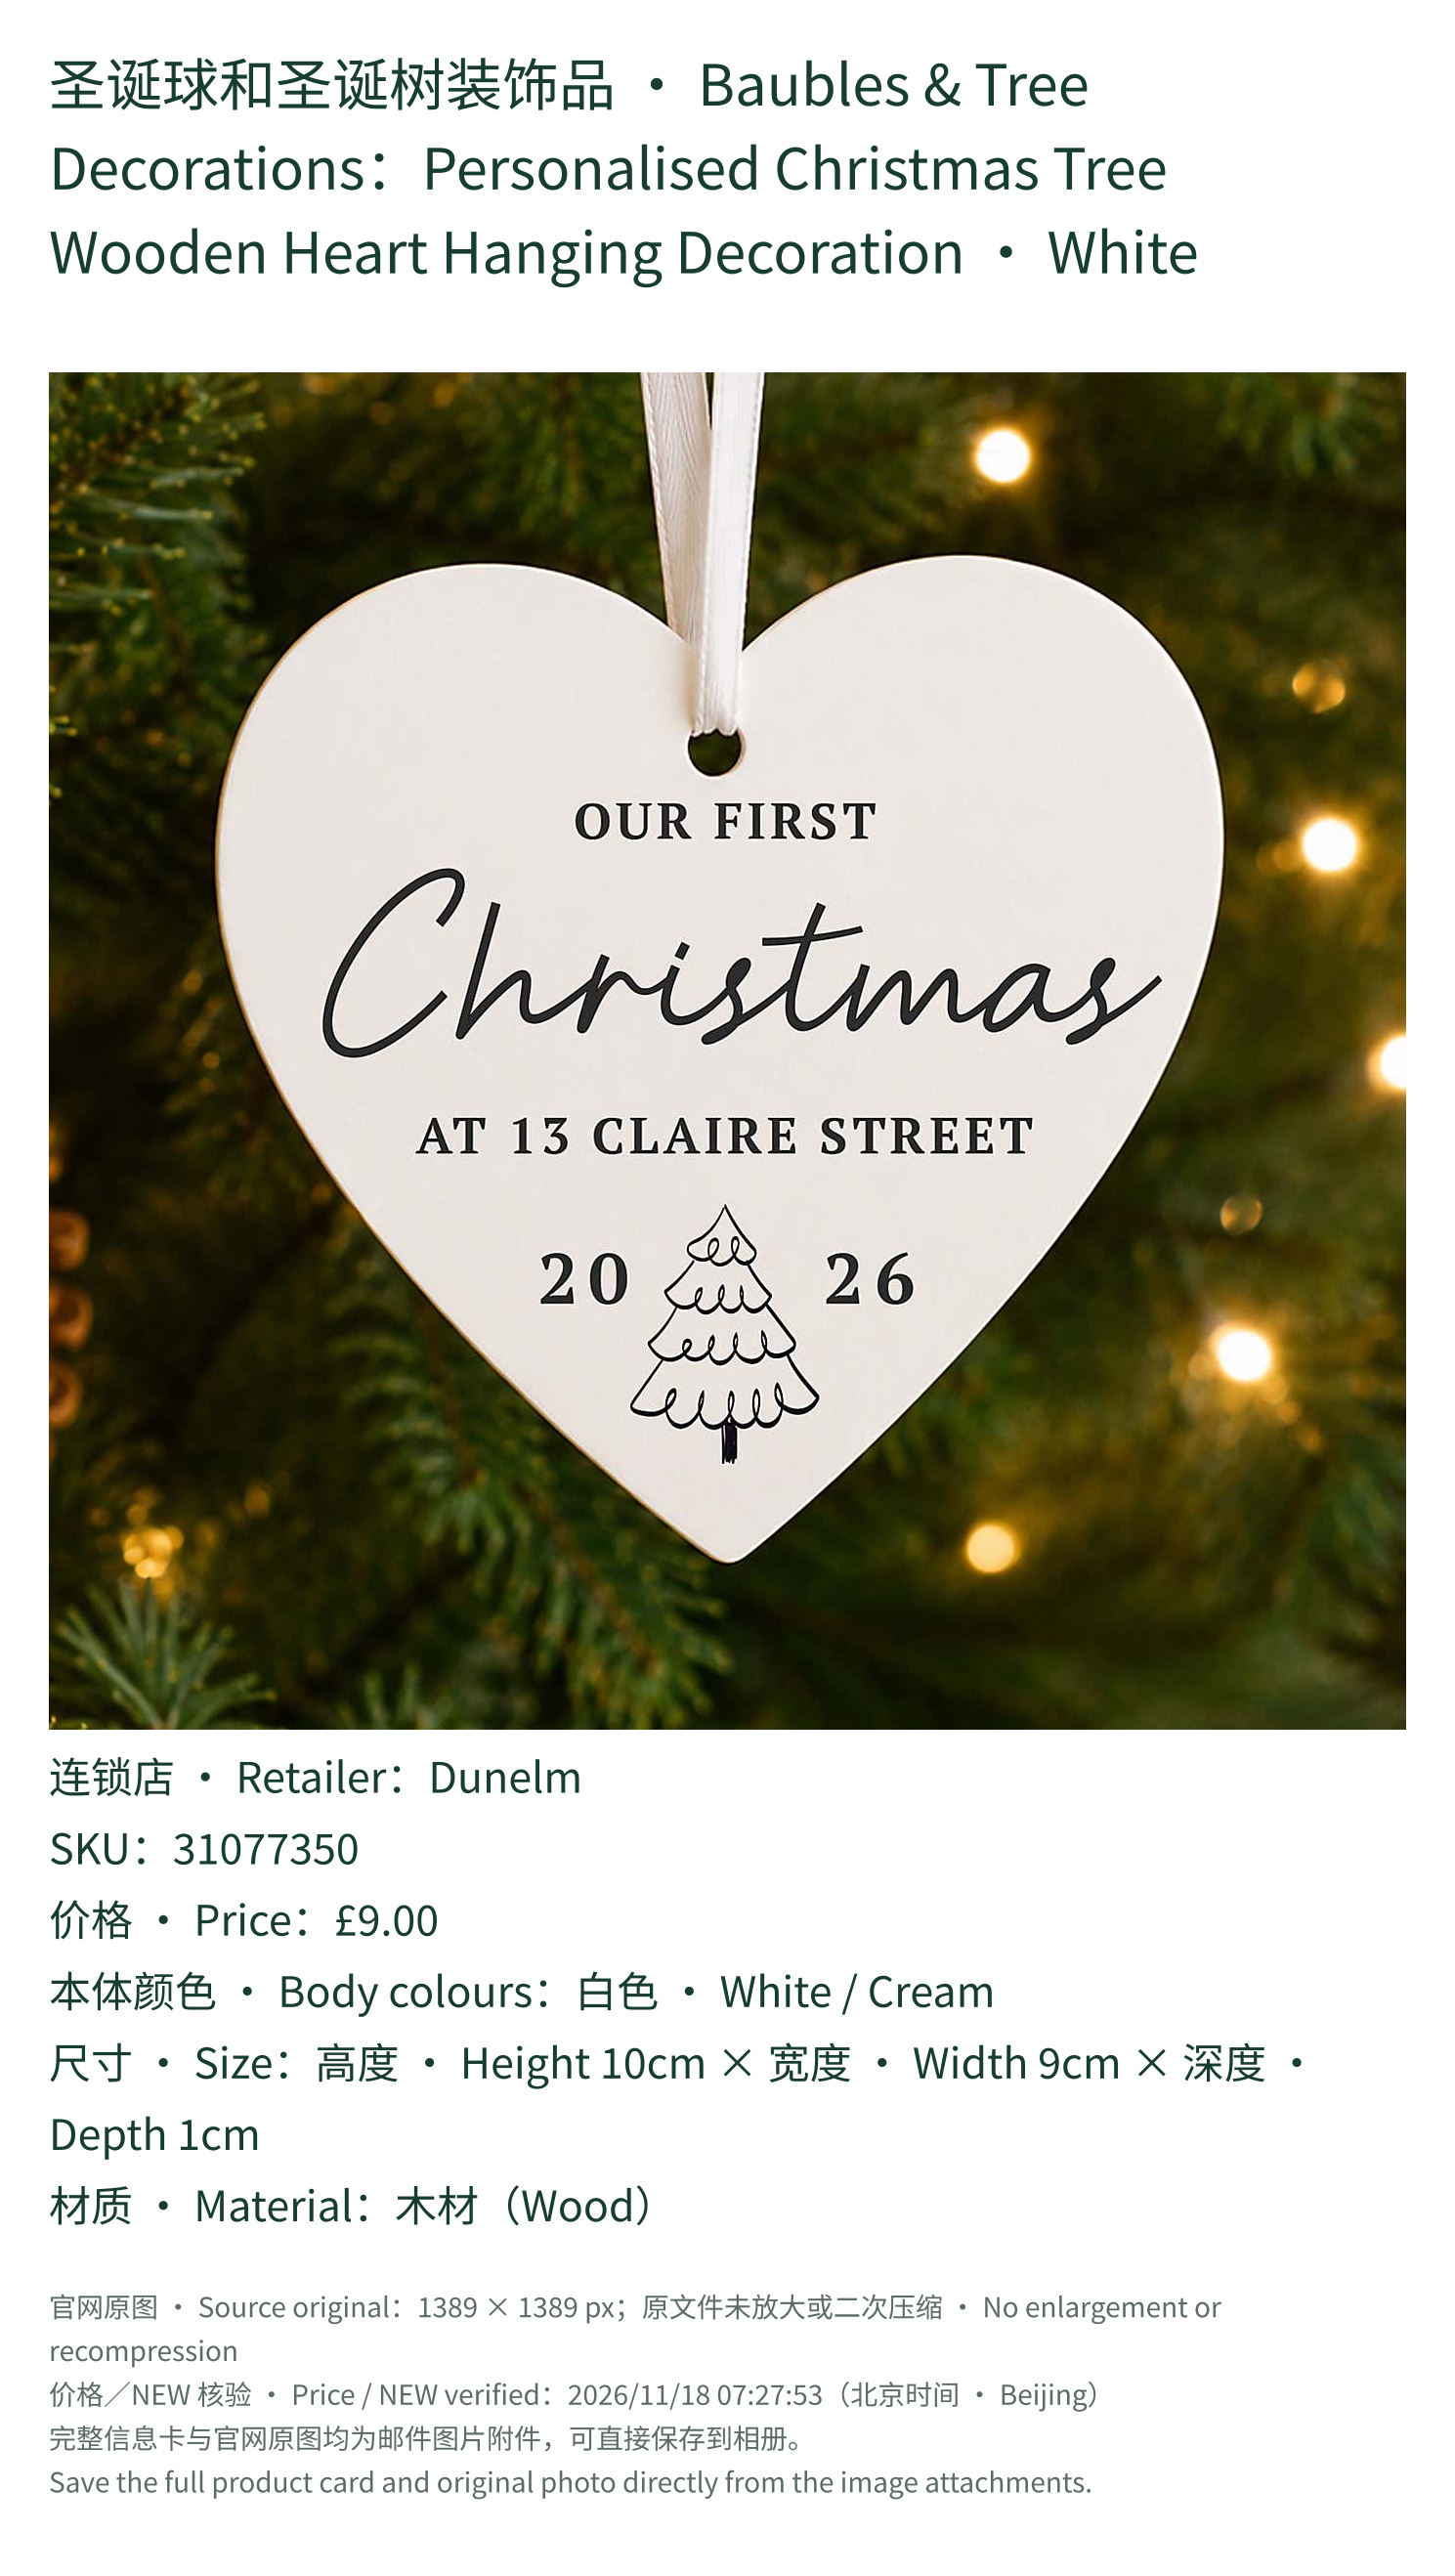 圣诞球和圣诞树装饰品 · Baubles & Tree
Decorations：Personalised Christmas Tree
Wooden Heart Hanging Decoration · White
OUR FIRST
Christmas
AT 13 CLAIRE STREET
20 26
连锁店 · Retailer：Dunelm
SKU：31077350
价格 · Price：£9.00
本体颜色 · Body colours：白色 · White / Cream
尺寸 · Size：高度 · Height 10cm × 宽度 · Width 9cm × 深度 ·
Depth 1cm
材质 · Material：木材（Wood）
官网原图 · Source original：1389 × 1389 px；原文件未放大或二次压缩 · No enlargement or
recompression
价格／NEW 核验 · Price / NEW verified：2026/11/18 07:27:53（北京时间 · Beijing）
完整信息卡与官网原图均为邮件图片附件，可直接保存到相册。
Save the full product card and original photo directly from the image attachments.